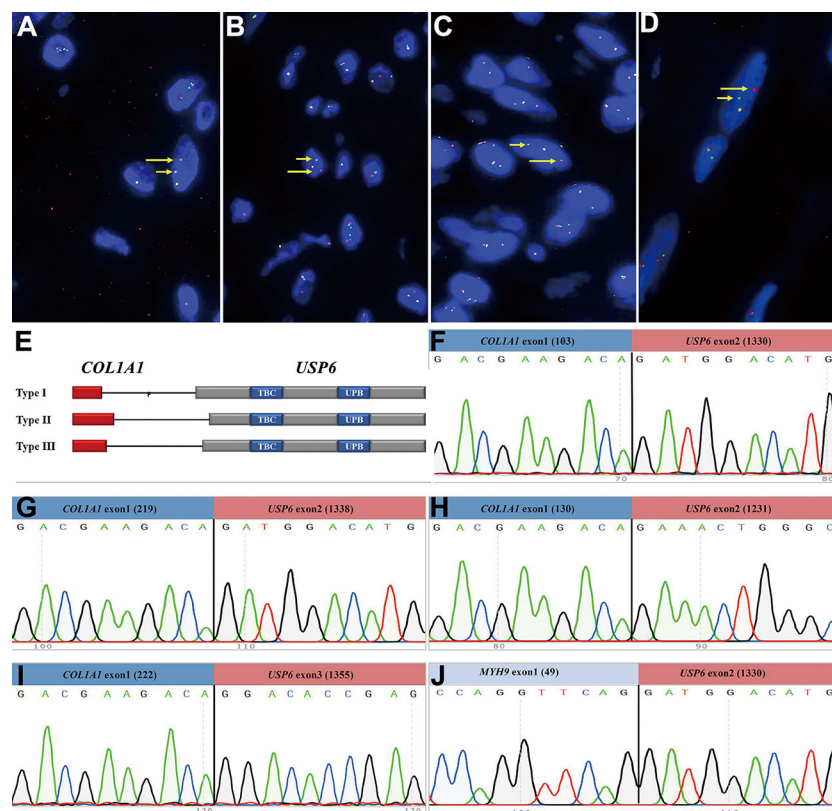 A B C D
E
COL1A1 USP6
Type I F TBC UPB
Type II TBC UPB
Type III TBC UPB
F COL1A1 exon1 (103) USP6 exon2 (1330)
G A C G A A G A C A G A T G G A C A T G
70 80
G COL1A1 exon1 (219) USP6 exon2 (1338)
G A C G A A G A C A G A T G G A C A T G
100 110
H COL1A1 exon1 (130) USP6 exon2 (1231)
G A C G A A G A C A G A A A C T G G G C
80 90
I COL1A1 exon1 (222) USP6 exon3 (1355)
G A C G A A G A C A G G A C A C C G A G
J MYH9 exon1 (49) USP6 exon2 (1330)
C C A G G T T C A G G A T G G A C A T G